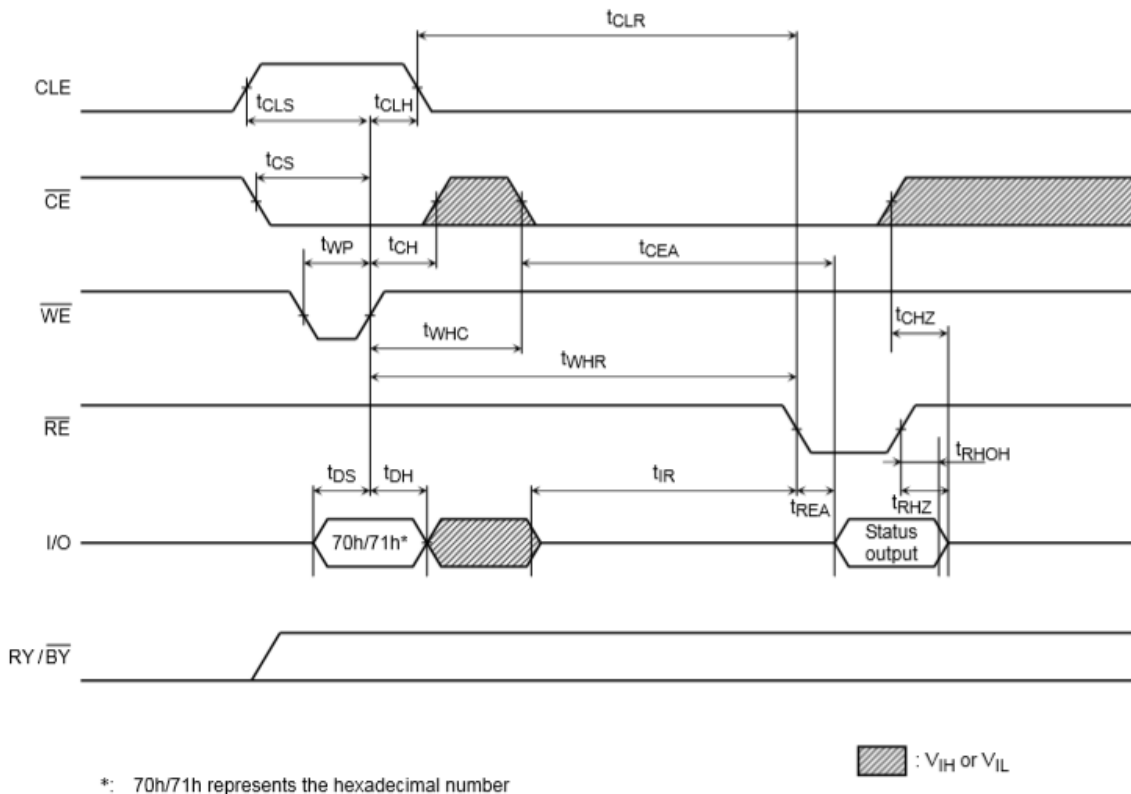 tCLR
CLE
tCLS
tCLH
tCS
CE
tWP
tCH
tCEA
WE
tWHC
tCHZ
tWHR
RE
tDS
tDH
tIR
tRHOH
tREA
tRHZ
I/O
70h/71h*
Status
output
RY/BY
*: 70h/71h represents the hexadecimal number
: VIH or VIL